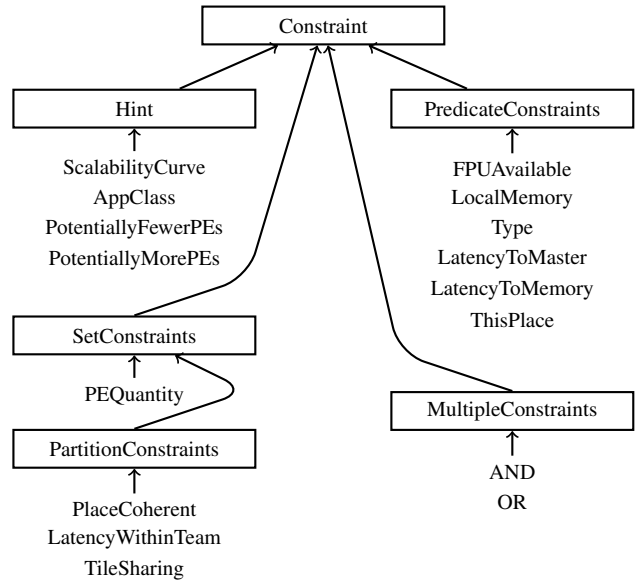 Constraint
Hint
ScalabilityCurve
AppClass
PotentiallyFewerPEs
PotentiallyMorePEs
PredicateConstraints
FPUAvailable
LocalMemory
Type
LatencyToMaster
LatencyToMemory
ThisPlace
SetConstraints
PEQuantity
PartitionConstraints
PlaceCoherent
LatencyWithinTeam
TileSharing
MultipleConstraints
AND
OR